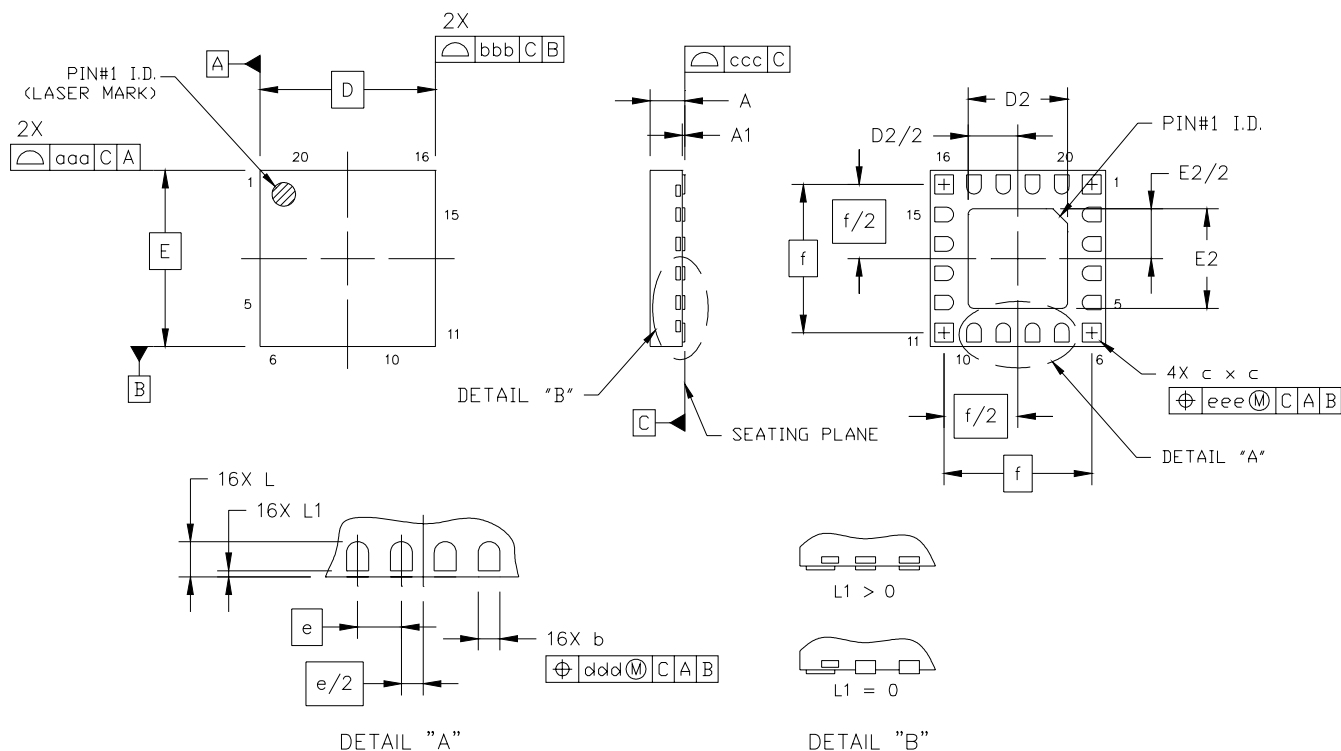 2X
⌓ bbb C B
A
PIN#1 I.D.
(LASER MARK)
D
2X
⌓ aaa C A
20
16
1
15
E
5
11
B
6
10
⌓ ccc C
A
A1
DETAIL "B"
C
SEATING PLANE
D2
D2/2
PIN#1 I.D.
16
20
1
E2/2
15
f/2
f
E2
5
11
10
6
4X c x c
⌖ eee Ⓜ C A B
f/2
DETAIL "A"
f
16X L
16X L1
e
16X b
⌖ ddd Ⓜ C A B
e/2
DETAIL "A"
L1 > 0
L1 = 0
DETAIL "B"